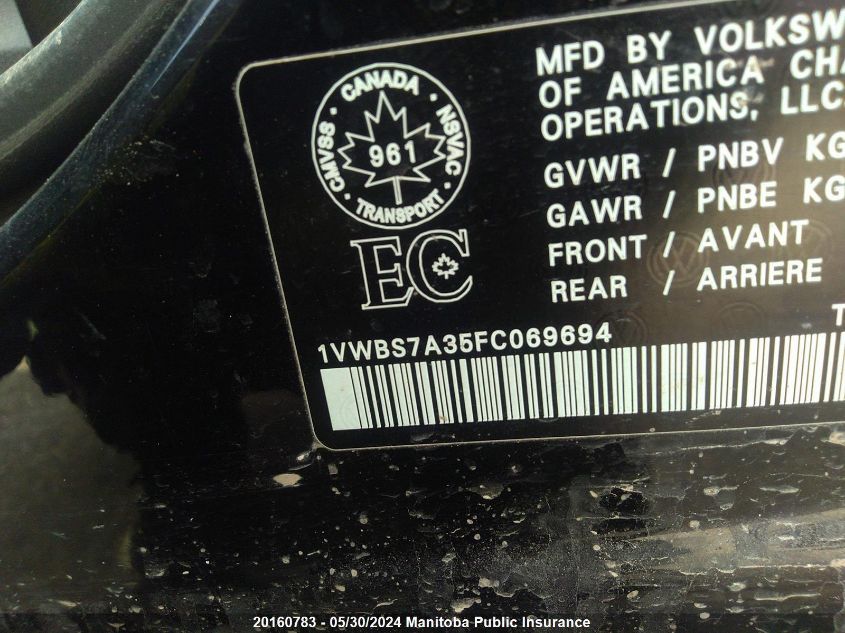 CANADA
CMVSS · NSVAC
961
TRANSPORT
EC
MFD BY VOLKSW
OF AMERICA CHA
OPERATIONS, LLC
GVWR / PNBV KG
GAWR / PNBE KG
FRONT / AVANT
REAR / ARRIERE
1VWBS7A35FC069694
T
20160783 - 05/30/2024 Manitoba Public Insurance